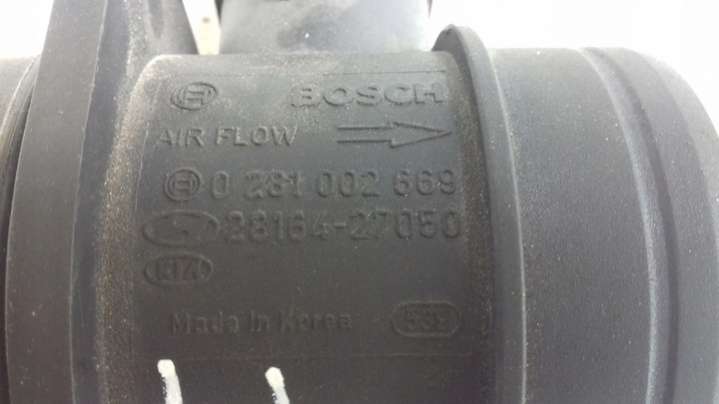 BOSCH
AIR FLOW
0 281 002 669
28164-27050
KIA
Made in Korea